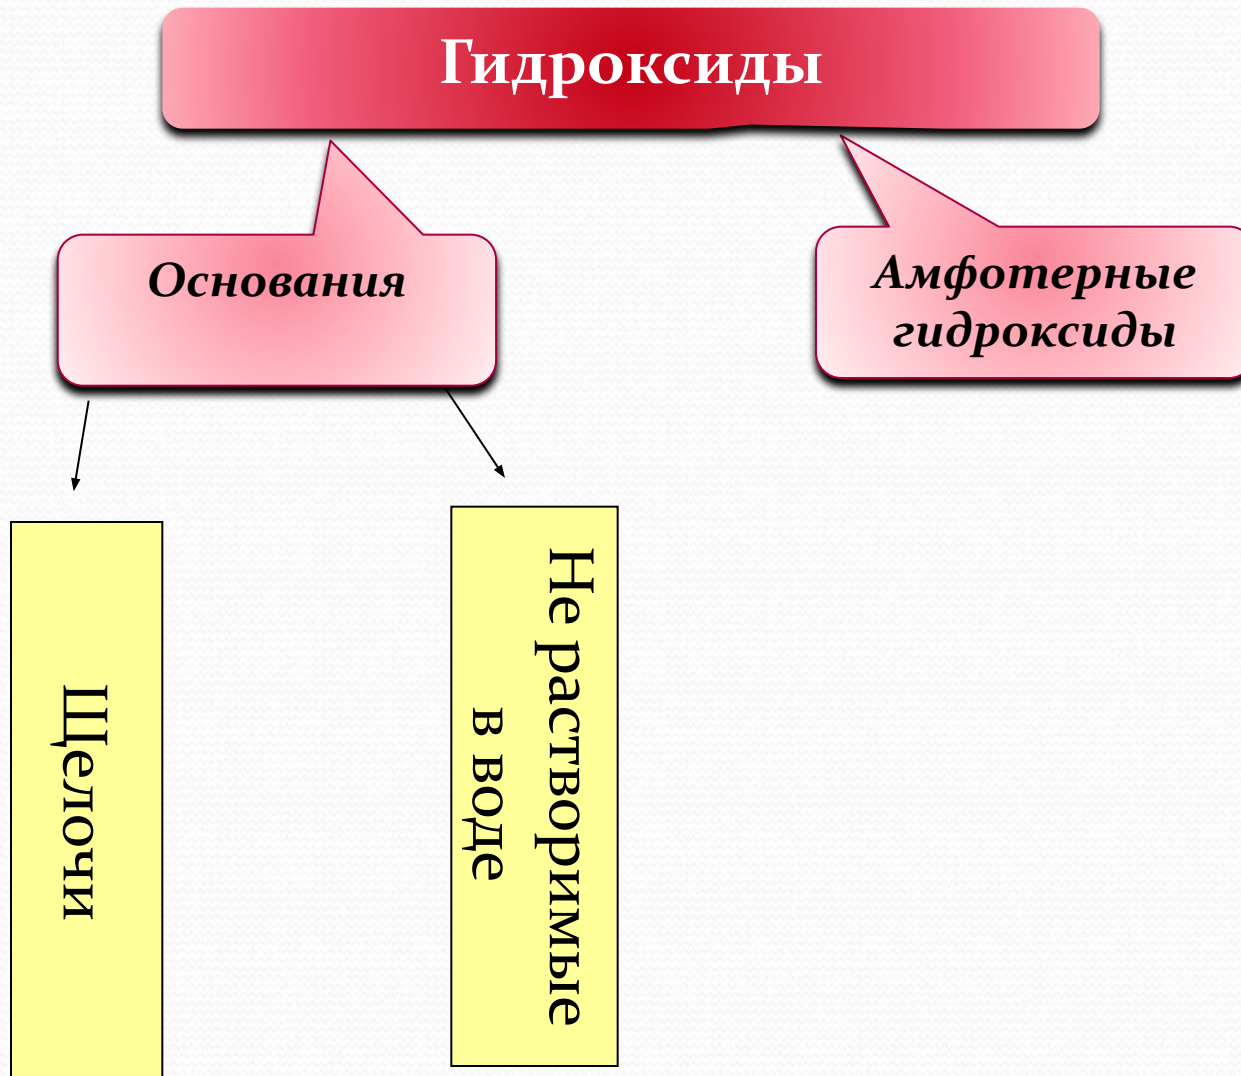 Гидроксиды
Основания
Амфотерные
гидроксиды
Щелочи
Не растворимые
в воде